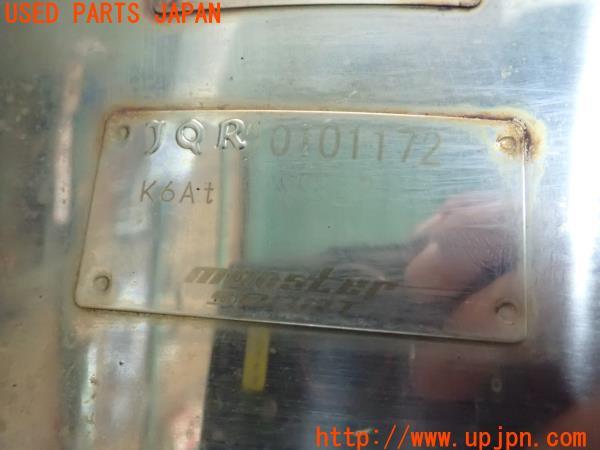 USED PARTS JAPAN
JQR 0101172
K6At
monster
SPORT
http://www.upjpn.com/